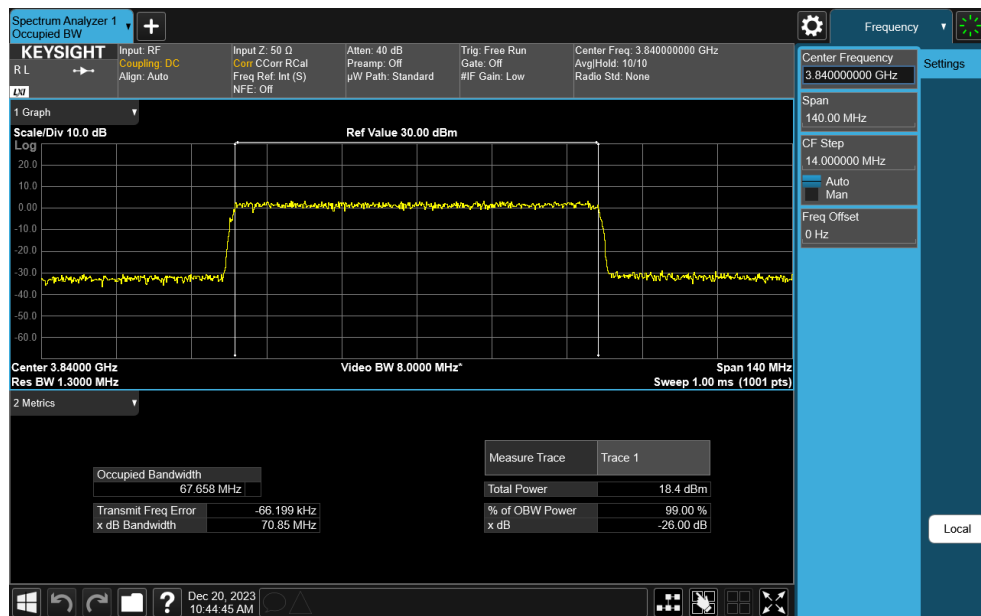 Spectrum Analyzer 1
Occupied BW
Frequency
KEYSIGHT
R L
LXI
Input: RF
Coupling: DC
Align: Auto
Input Z: 50 Ω
Corr CCorr RCal
Freq Ref: Int (S)
NFE: Off
Atten: 40 dB
Preamp: Off
µW Path: Standard
Trig: Free Run
Gate: Off
#IF Gain: Low
Center Freq: 3.840000000 GHz
Avg|Hold: 10/10
Radio Std: None
Center Frequency
3.840000000 GHz
Settings
Span
140.00 MHz
CF Step
14.000000 MHz
Auto
Man
Freq Offset
0 Hz
Local
1 Graph
Scale/Div 10.0 dB
Ref Value 30.00 dBm
Log
20.0
10.0
0.00
-10.0
-20.0
-30.0
-40.0
-50.0
-60.0
Center 3.84000 GHz
Video BW 8.0000 MHz*
Span 140 MHz
Res BW 1.3000 MHz
Sweep 1.00 ms (1001 pts)
2 Metrics
Measure Trace Trace 1
Occupied Bandwidth
67.658 MHz
Total Power 18.4 dBm
Transmit Freq Error -66.199 kHz
% of OBW Power 99.00 %
x dB Bandwidth 70.85 MHz
x dB -26.00 dB
?
Dec 20, 2023
10:44:45 AM